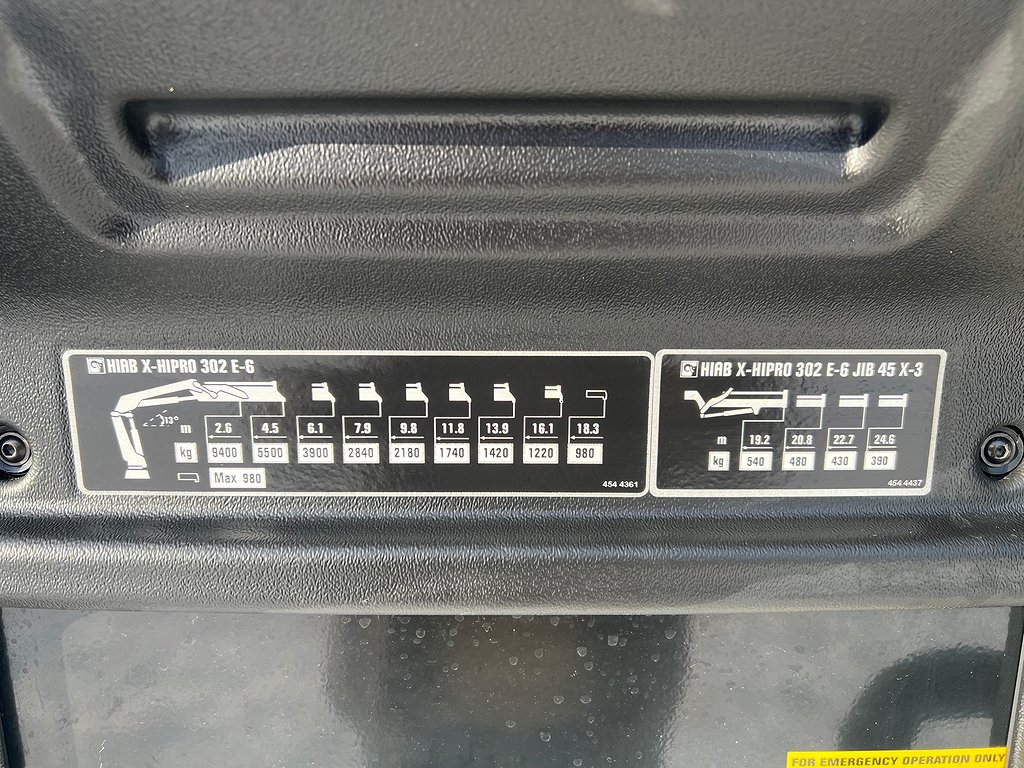 HIAB X-HIPRO 302 E-6
13°
m 2.6 4.5 6.1 7.9 9.8 11.8 13.9 16.1 18.3
kg 9400 5500 3900 2840 2180 1740 1420 1220 980
Max 980
454 4361
HIAB X-HIPRO 302 E-6 JIB 45 X-3
m 19.2 20.8 22.7 24.6
kg 540 480 430 390
454 4437
FOR EMERGENCY OPERATION ONLY